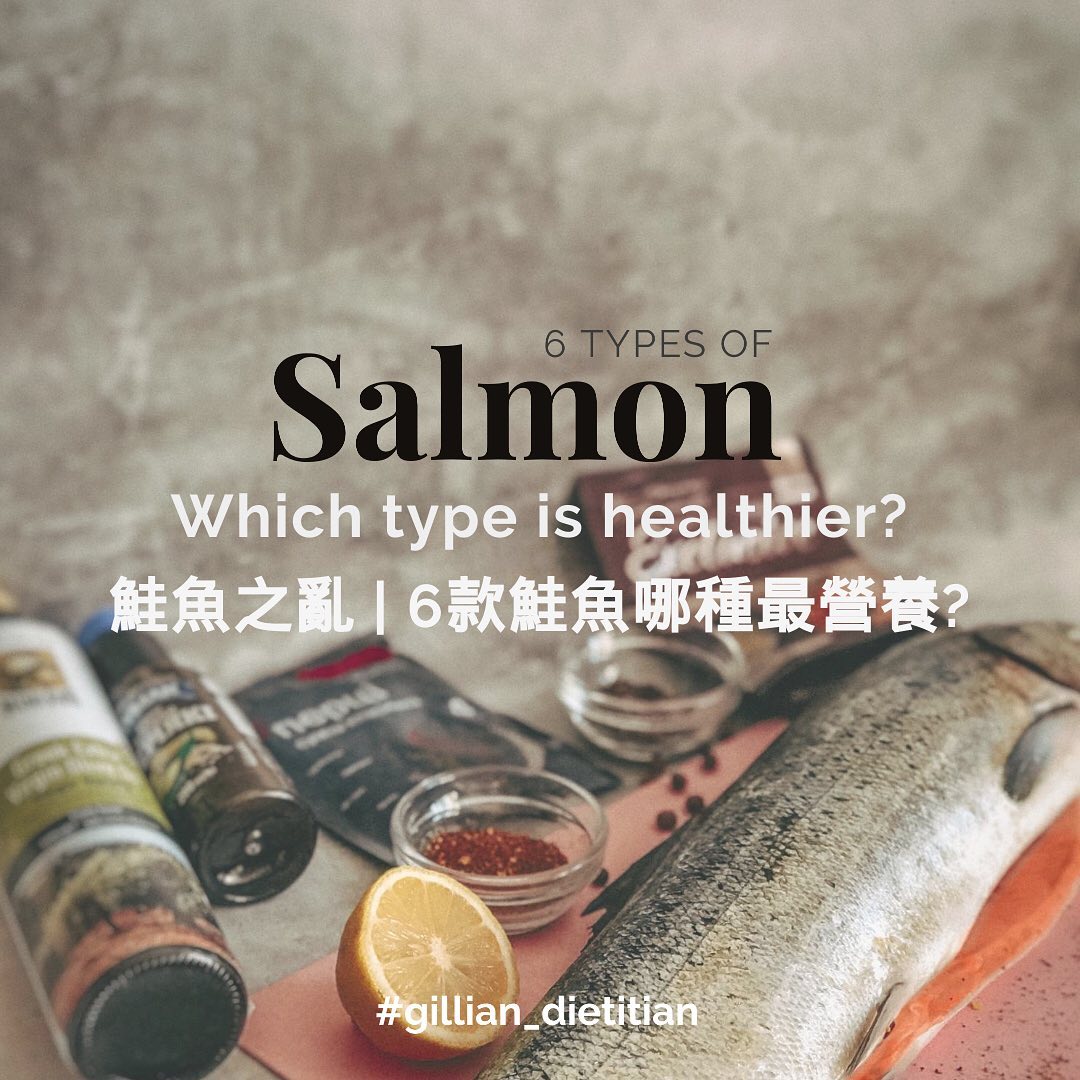 6 TYPES OF
Salmon
Which type is healthier?
鮭魚之亂 | 6款鮭魚哪種最營養?
nopal
#gillian_dietitian